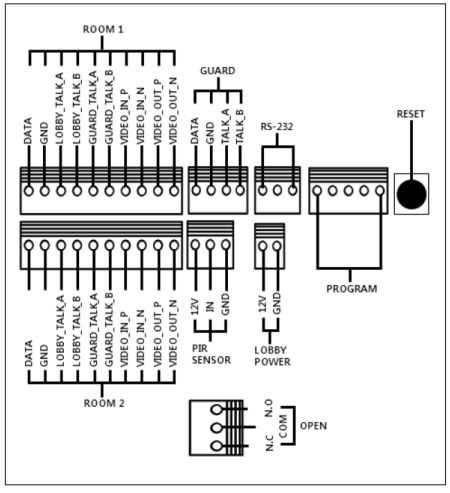 ROOM 1
DATA
GND
LOBBY_TALK_A
LOBBY_TALK_B
GUARD_TALK_A
GUARD_TALK_B
VIDEO_IN_P
VIDEO_IN_N
VIDEO_OUT_P
VIDEO_OUT_N
GUARD
DATA
GND
TALK_A
TALK_B
RS-232
RESET
PROGRAM
DATA
GND
LOBBY_TALK_A
LOBBY_TALK_B
GUARD_TALK_A
GUARD_TALK_B
VIDEO_IN_P
VIDEO_IN_N
VIDEO_OUT_P
VIDEO_OUT_N
ROOM 2
12V
IN
GND
PIR
SENSOR
12V
GND
LOBBY
POWER
N.O
COM
N.C
OPEN